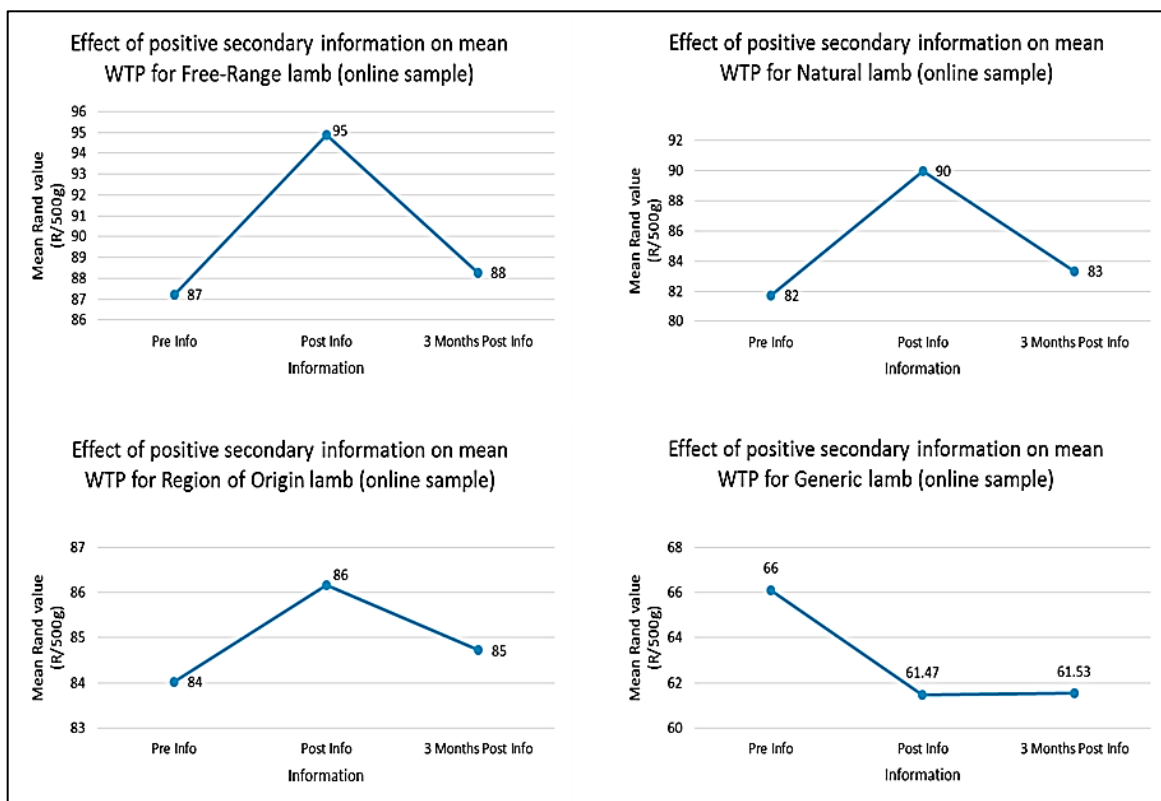 Effect of positive secondary information on mean
WTP for Free-Range lamb (online sample)
Mean Rand value
(R/500g)
96
95
94
93
92
91
90
89
88
87
86
87
95
88
Pre Info
Post Info
3 Months Post Info
Information
Effect of positive secondary information on mean
WTP for Natural lamb (online sample)
Mean Rand value
(R/500g)
92
90
88
86
84
82
80
82
90
83
Pre Info
Post Info
3 Months Post Info
Information
Effect of positive secondary information on mean
WTP for Region of Origin lamb (online sample)
Mean Rand value
(R/500g)
87
86
85
84
83
84
86
85
Pre Info
Post Info
3 Months Post Info
Information
Effect of positive secondary information on mean
WTP for Generic lamb (online sample)
Mean Rand value
(R/500g)
68
66
64
62
60
66
61.47
61.53
Pre Info
Post Info
3 Months Post Info
Information